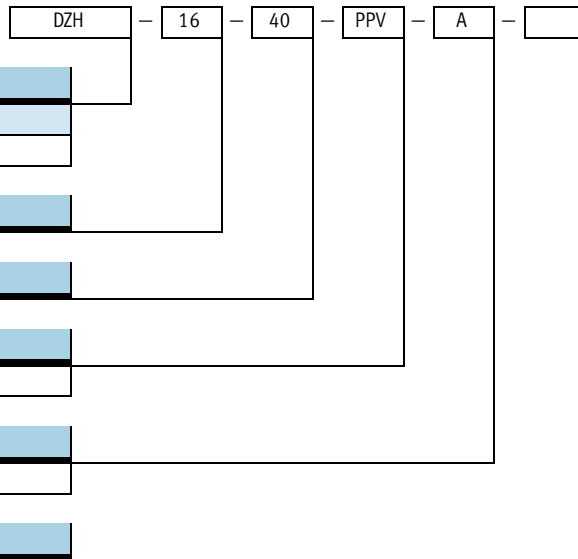 DZH – 16 – 40 – PPV – A –